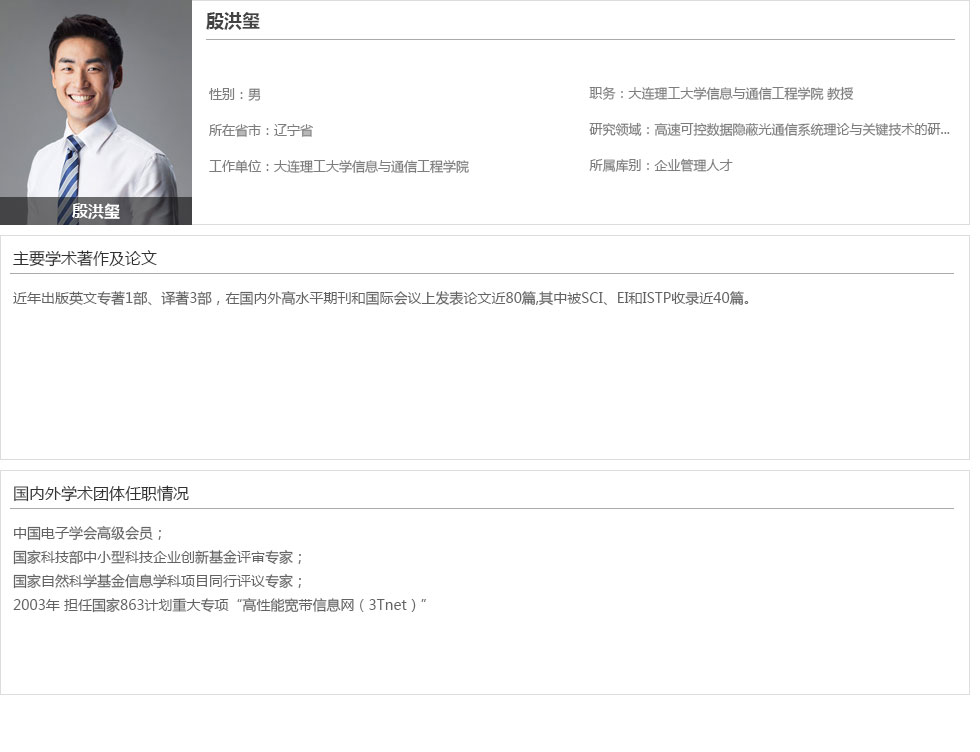 殷洪玺
殷洪玺
性别：男
职务：大连理工大学信息与通信工程学院 教授
所在省市：辽宁省
研究领域：高速可控数据隐蔽光通信系统理论与关键技术的研...
工作单位：大连理工大学信息与通信工程学院
所属库别：企业管理人才
主要学术著作及论文
近年出版英文专著1部、译著3部，在国内外高水平期刊和国际会议上发表论文近80篇,其中被SCI、EI和ISTP收录近40篇。
国内外学术团体任职情况
中国电子学会高级会员；
国家科技部中小型科技企业创新基金评审专家；
国家自然科学基金信息学科项目同行评议专家；
2003年 担任国家863计划重大专项“高性能宽带信息网（3Tnet）”